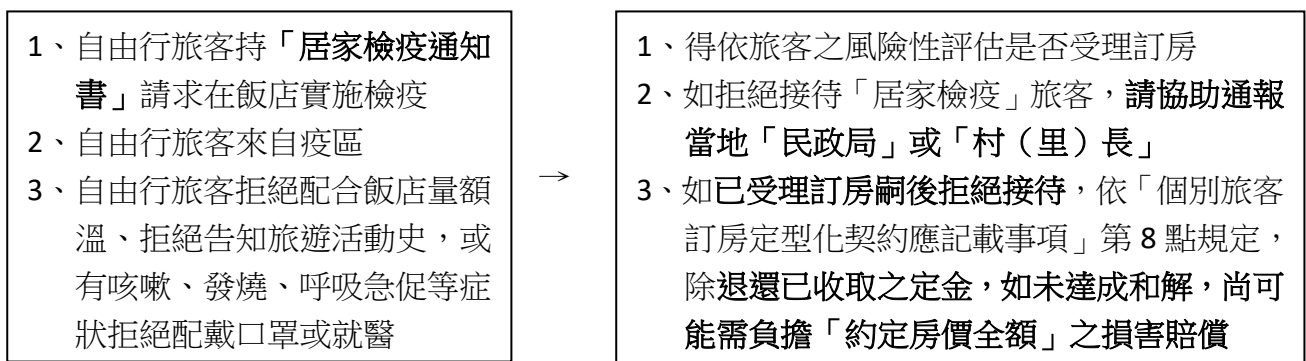 1、自由行旅客持「居家檢疫通知
書」請求在飯店實施檢疫
2、自由行旅客來自疫區
3、自由行旅客拒絕配合飯店量額
溫、拒絕告知旅遊活動史，或
有咳嗽、發燒、呼吸急促等症
狀拒絕配戴口罩或就醫
→
1、得依旅客之風險性評估是否受理訂房
2、如拒絕接待「居家檢疫」旅客，請協助通報
當地「民政局」或「村（里）長」
3、如已受理訂房嗣後拒絕接待，依「個別旅客
訂房定型化契約應記載事項」第 8 點規定，
除退還已收取之定金，如未達成和解，尚可
能需負擔「約定房價全額」之損害賠償